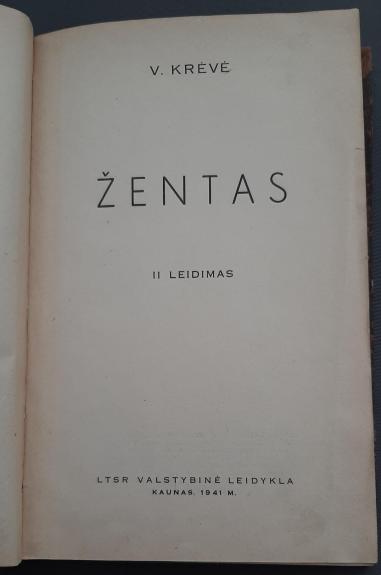 V. KRĖVĖ
ŽENTAS
II LEIDIMAS
LTSR VALSTYBINĖ LEIDYKLA
KAUNAS, 1941 M.